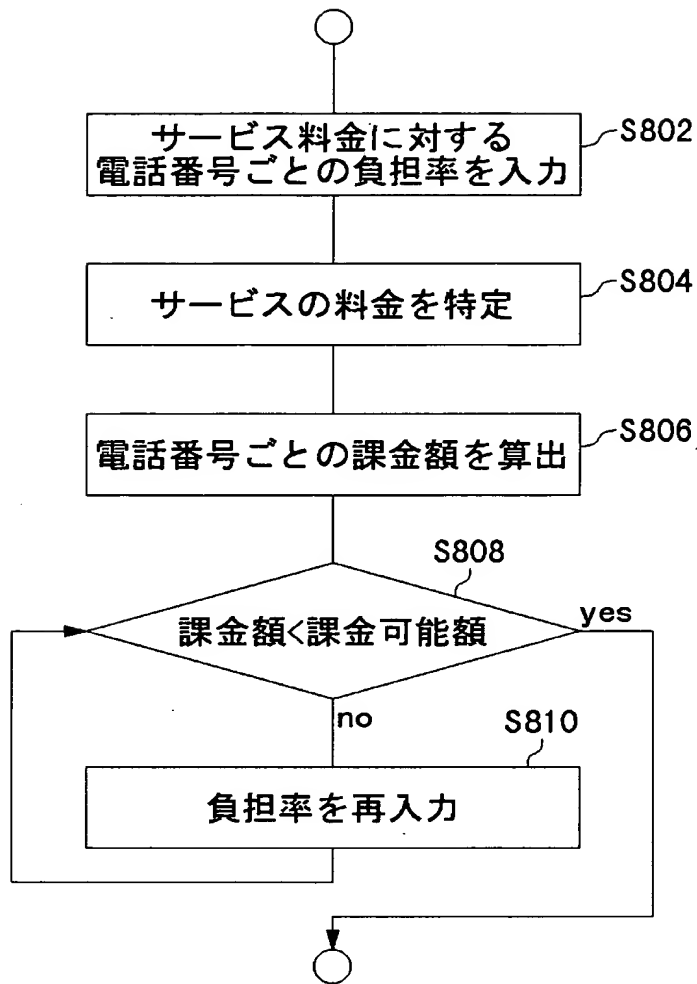 サービス料金に対する
電話番号ごとの負担率を入力
S802
サービスの料金を特定
S804
電話番号ごとの課金額を算出
S806
S808
課金額<課金可能額
yes
no
S810
負担率を再入力